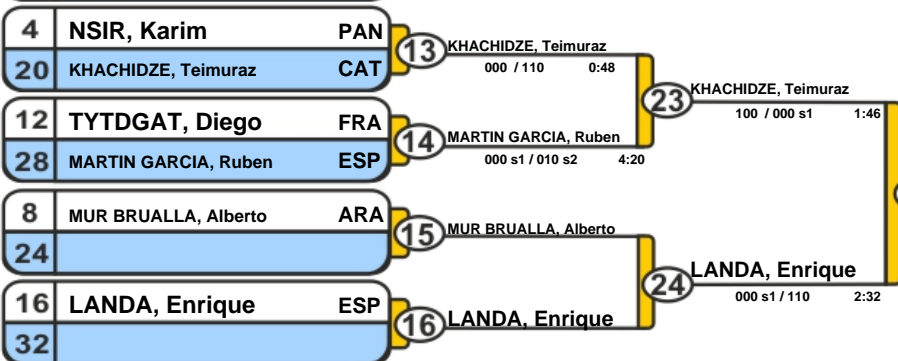 4 NSIR, Karim PAN
20 KHACHIDZE, Teimuraz CAT
13 KHACHIDZE, Teimuraz
000 / 110 0:48
12 TYTDGAT, Diego FRA
28 MARTIN GARCIA, Ruben ESP
14 MARTIN GARCIA, Ruben
000 s1 / 010 s2 4:20
23 KHACHIDZE, Teimuraz
100 / 000 s1 1:46
8 MUR BRUALLA, Alberto ARA
24
15 MUR BRUALLA, Alberto
16 LANDA, Enrique ESP
32
16 LANDA, Enrique
24 LANDA, Enrique
000 s1 / 110 2:32